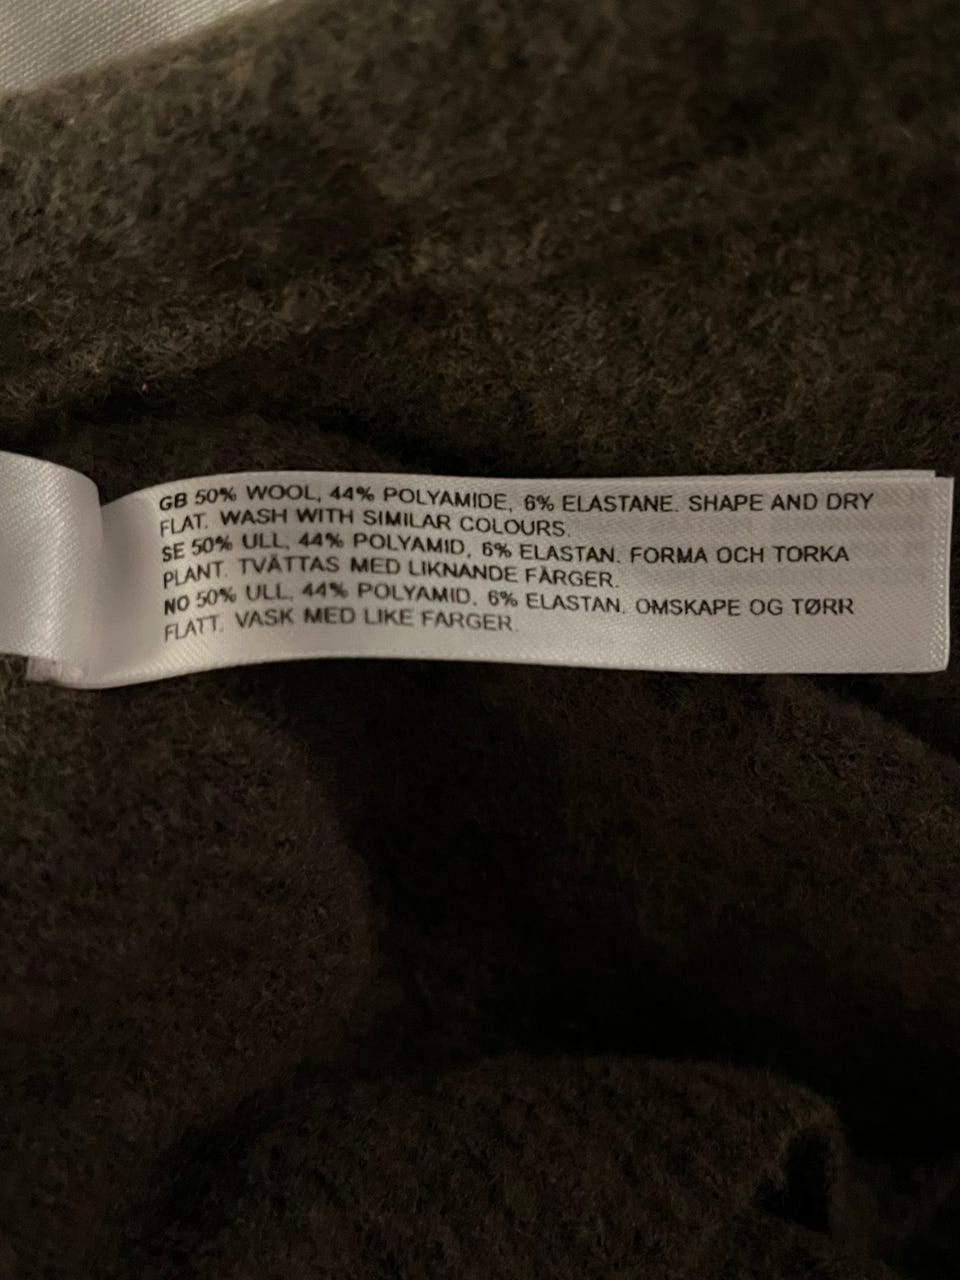 GB 50% WOOL, 44% POLYAMIDE, 6% ELASTANE. SHAPE AND DRY
FLAT. WASH WITH SIMILAR COLOURS.
SE 50% ULL, 44% POLYAMID, 6% ELASTAN. FORMA OCH TORKA
PLANT. TVÄTTAS MED LIKNANDE FÄRGER.
NO 50% ULL, 44% POLYAMID, 6% ELASTAN. OMSKAPE OG TØRR
FLATT. VASK MED LIKE FARGER.